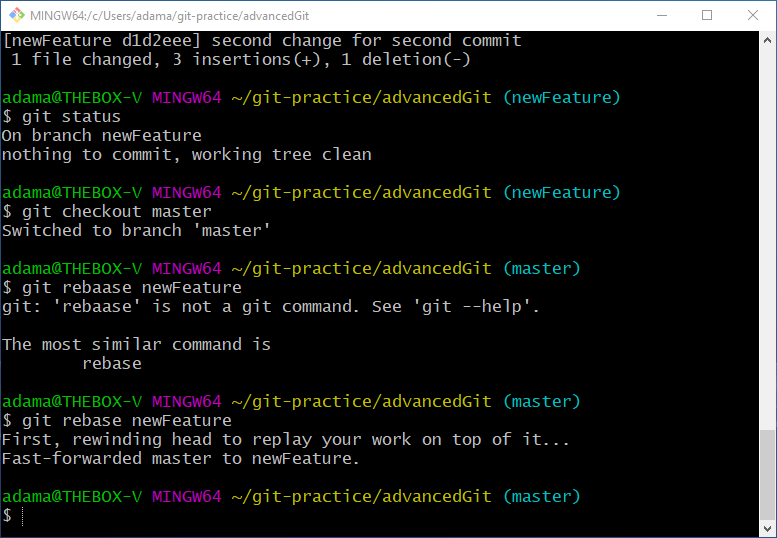 MINGW64:/c/Users/adama/git-practice/advancedGit
[newFeature d1d2eee] second change for second commit
 1 file changed, 3 insertions(+), 1 deletion(-)

adama@THEBOX-V MINGW64 ~/git-practice/advancedGit (newFeature)
$ git status
On branch newFeature
nothing to commit, working tree clean

adama@THEBOX-V MINGW64 ~/git-practice/advancedGit (newFeature)
$ git checkout master
Switched to branch 'master'

adama@THEBOX-V MINGW64 ~/git-practice/advancedGit (master)
$ git rebaase newFeature
git: 'rebaase' is not a git command. See 'git --help'.

The most similar command is
        rebase

adama@THEBOX-V MINGW64 ~/git-practice/advancedGit (master)
$ git rebase newFeature
First, rewinding head to replay your work on top of it...
Fast-forwarded master to newFeature.

adama@THEBOX-V MINGW64 ~/git-practice/advancedGit (master)
$